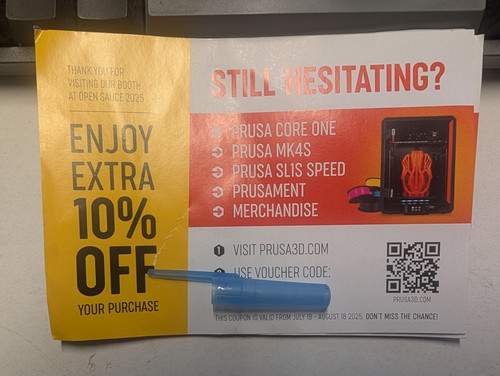 THANK YOU FOR
VISITING OUR BOOTH
AT OPEN SAUCE 2025
ENJOY
EXTRA
10%
OFF
YOUR PURCHASE
STILL HESITATING?
PRUSA CORE ONE
PRUSA MK4S
PRUSA SL1S SPEED
PRUSAMENT
MERCHANDISE
1 VISIT PRUSA3D.COM
USE VOUCHER CODE:
PRUSA3D.COM
THIS COUPON IS VALID FROM JULY 18 - AUGUST 18 2025. DON'T MISS THE CHANCE!